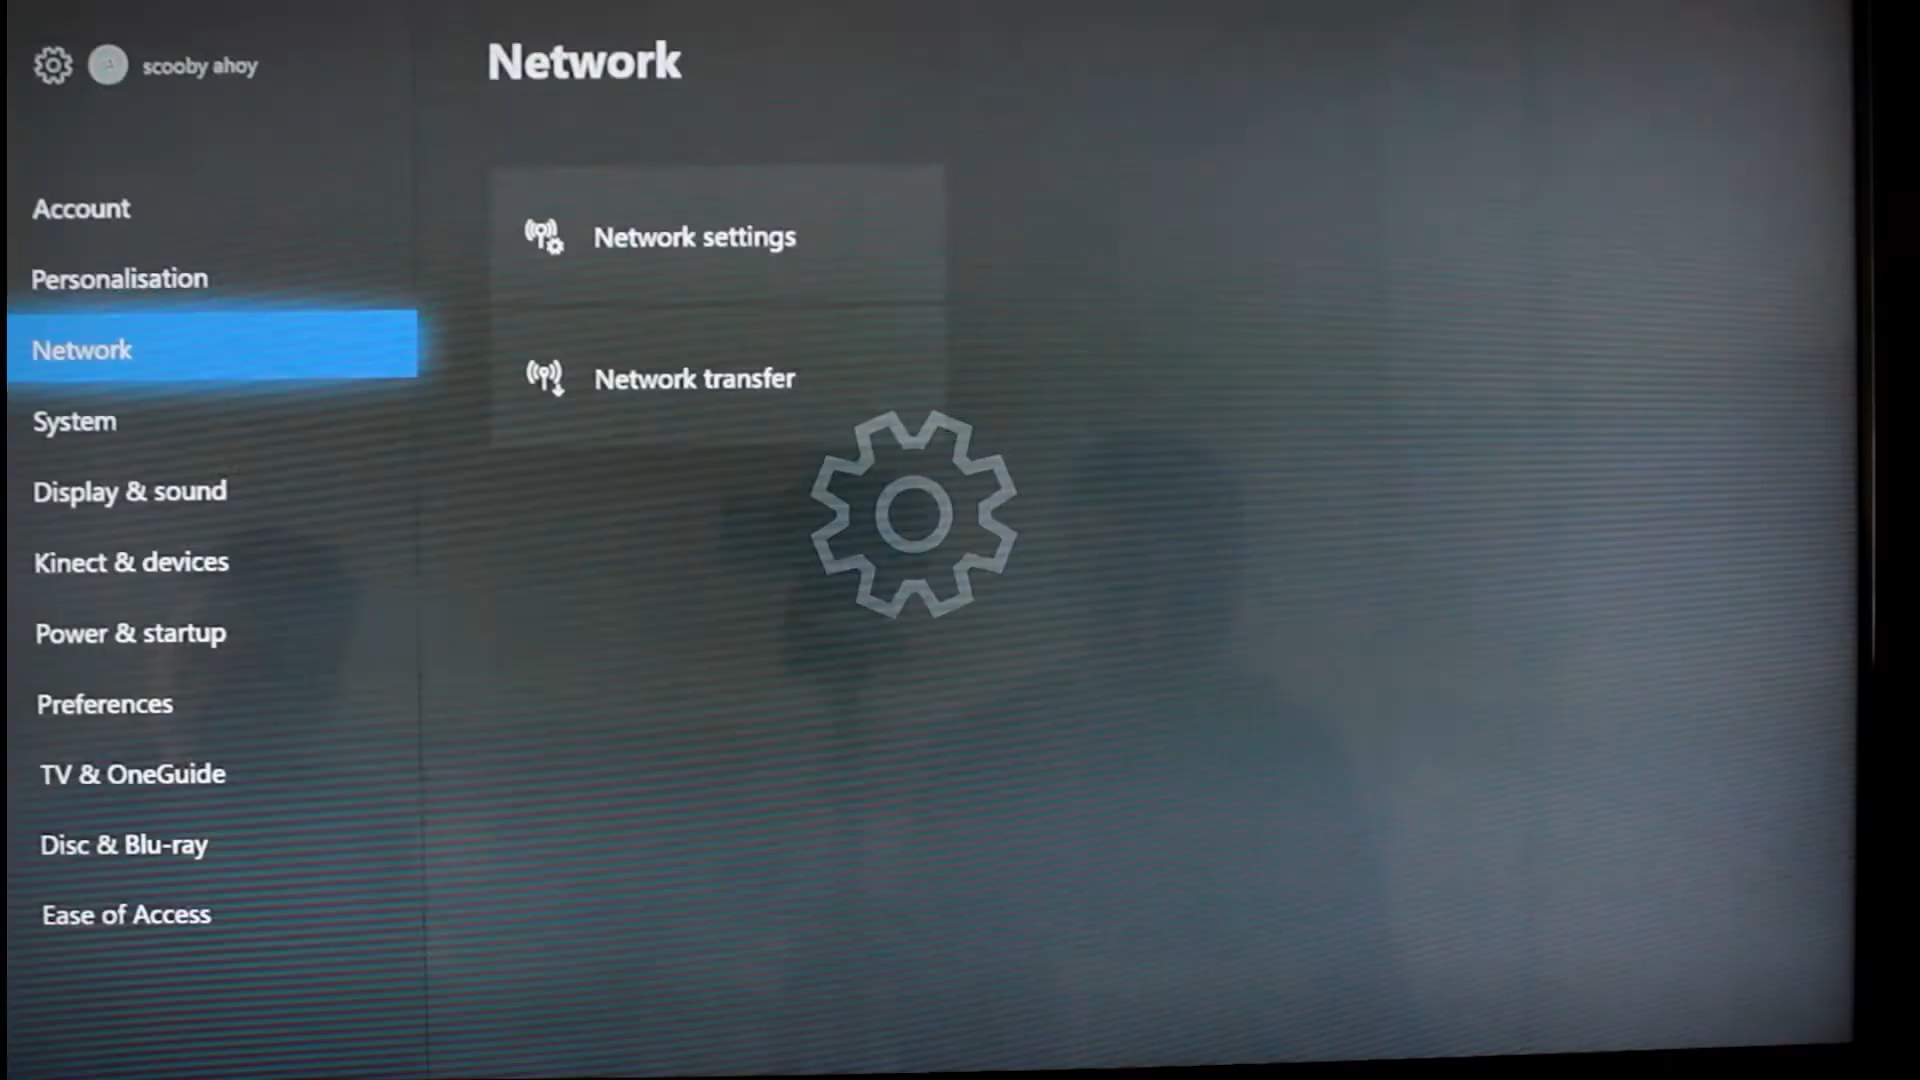 scooby ahoy
Network
Account
Personalisation
Network
System
Display & sound
Kinect & devices
Power & startup
Preferences
TV & OneGuide
Disc & Blu-ray
Ease of Access
Network settings
Network transfer